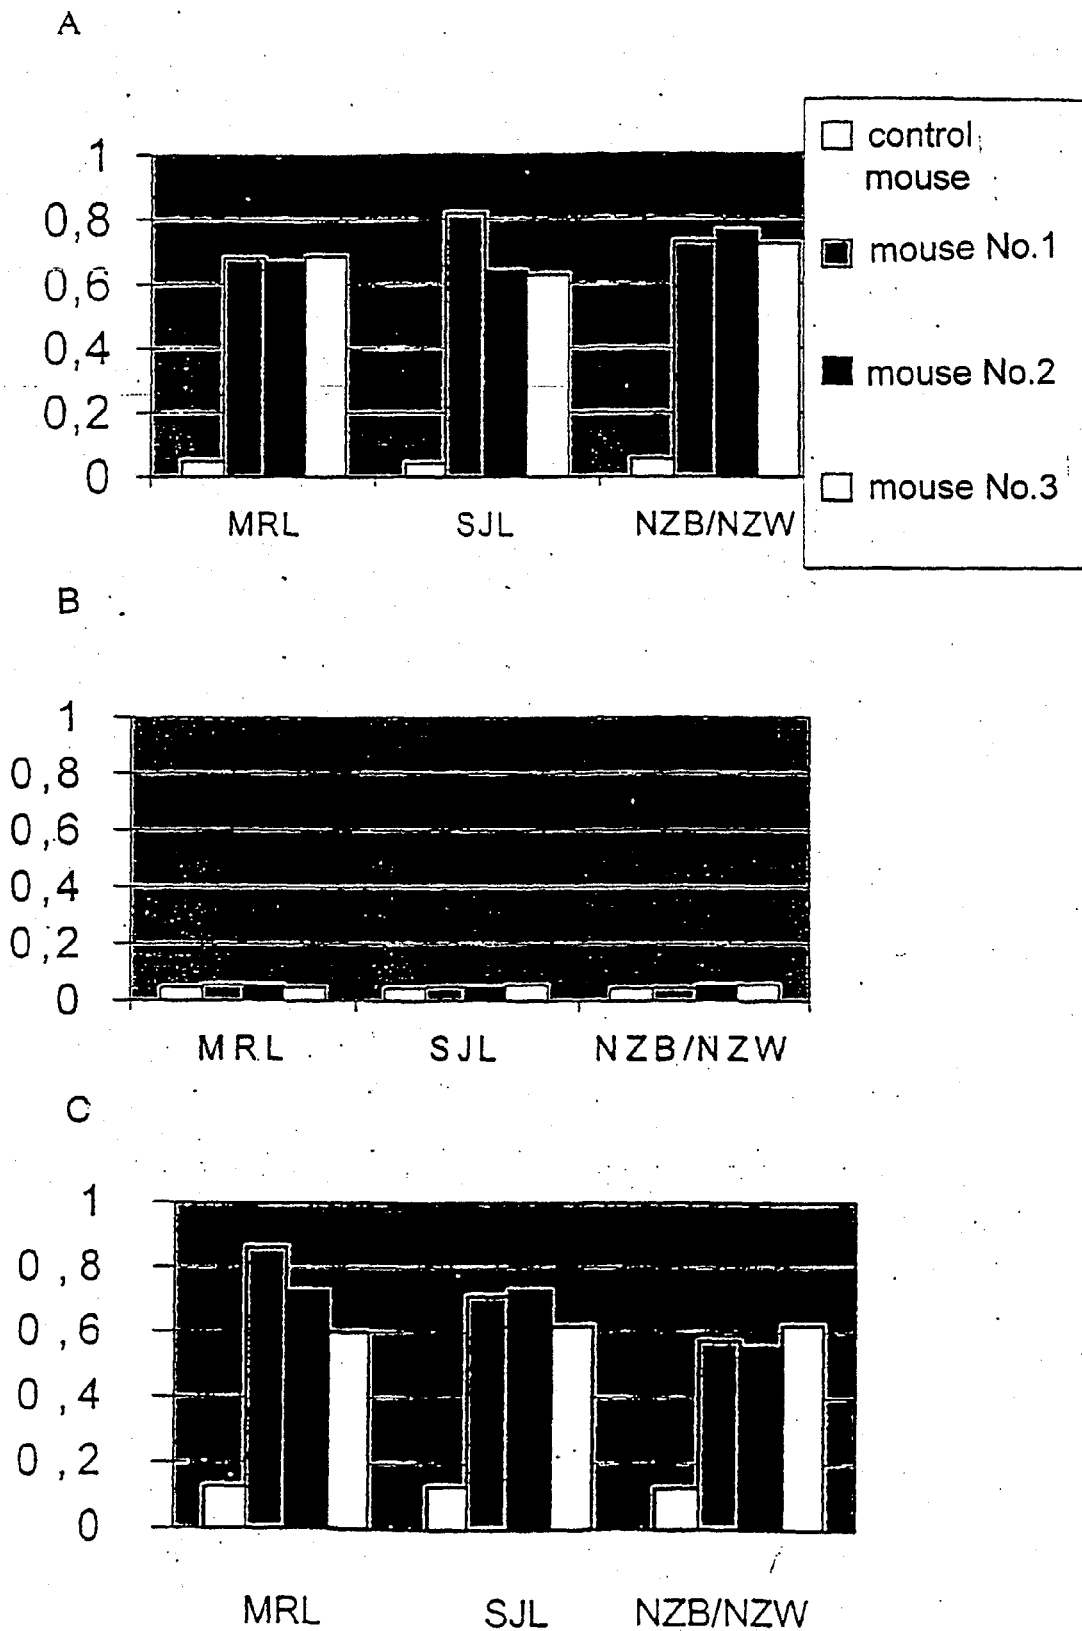 A
1
0,8
0,6
0,4
0,2
0
MRL
SJL
NZB/NZW
control
mouse
mouse No.1
mouse No.2
mouse No.3
B
1
0,8
0,6
0,4
0,2
0
MRL
SJL
NZB/NZW
C
1
0,8
0,6
0,4
0,2
0
MRL
SJL
NZB/NZW